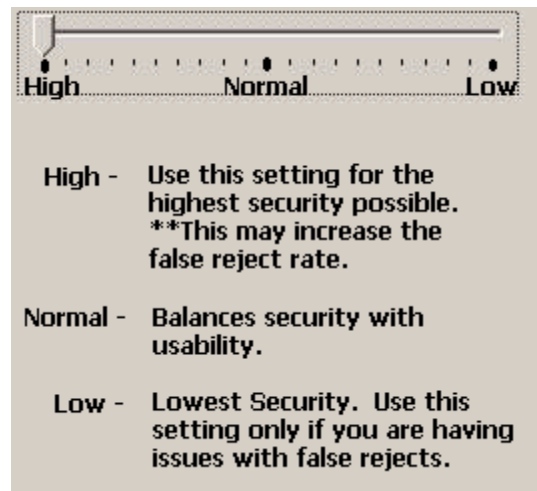 High Normal Low
High - Use this setting for the
highest security possible.
**This may increase the
false reject rate.
Normal - Balances security with
usability.
Low - Lowest Security. Use this
setting only if you are having
issues with false rejects.